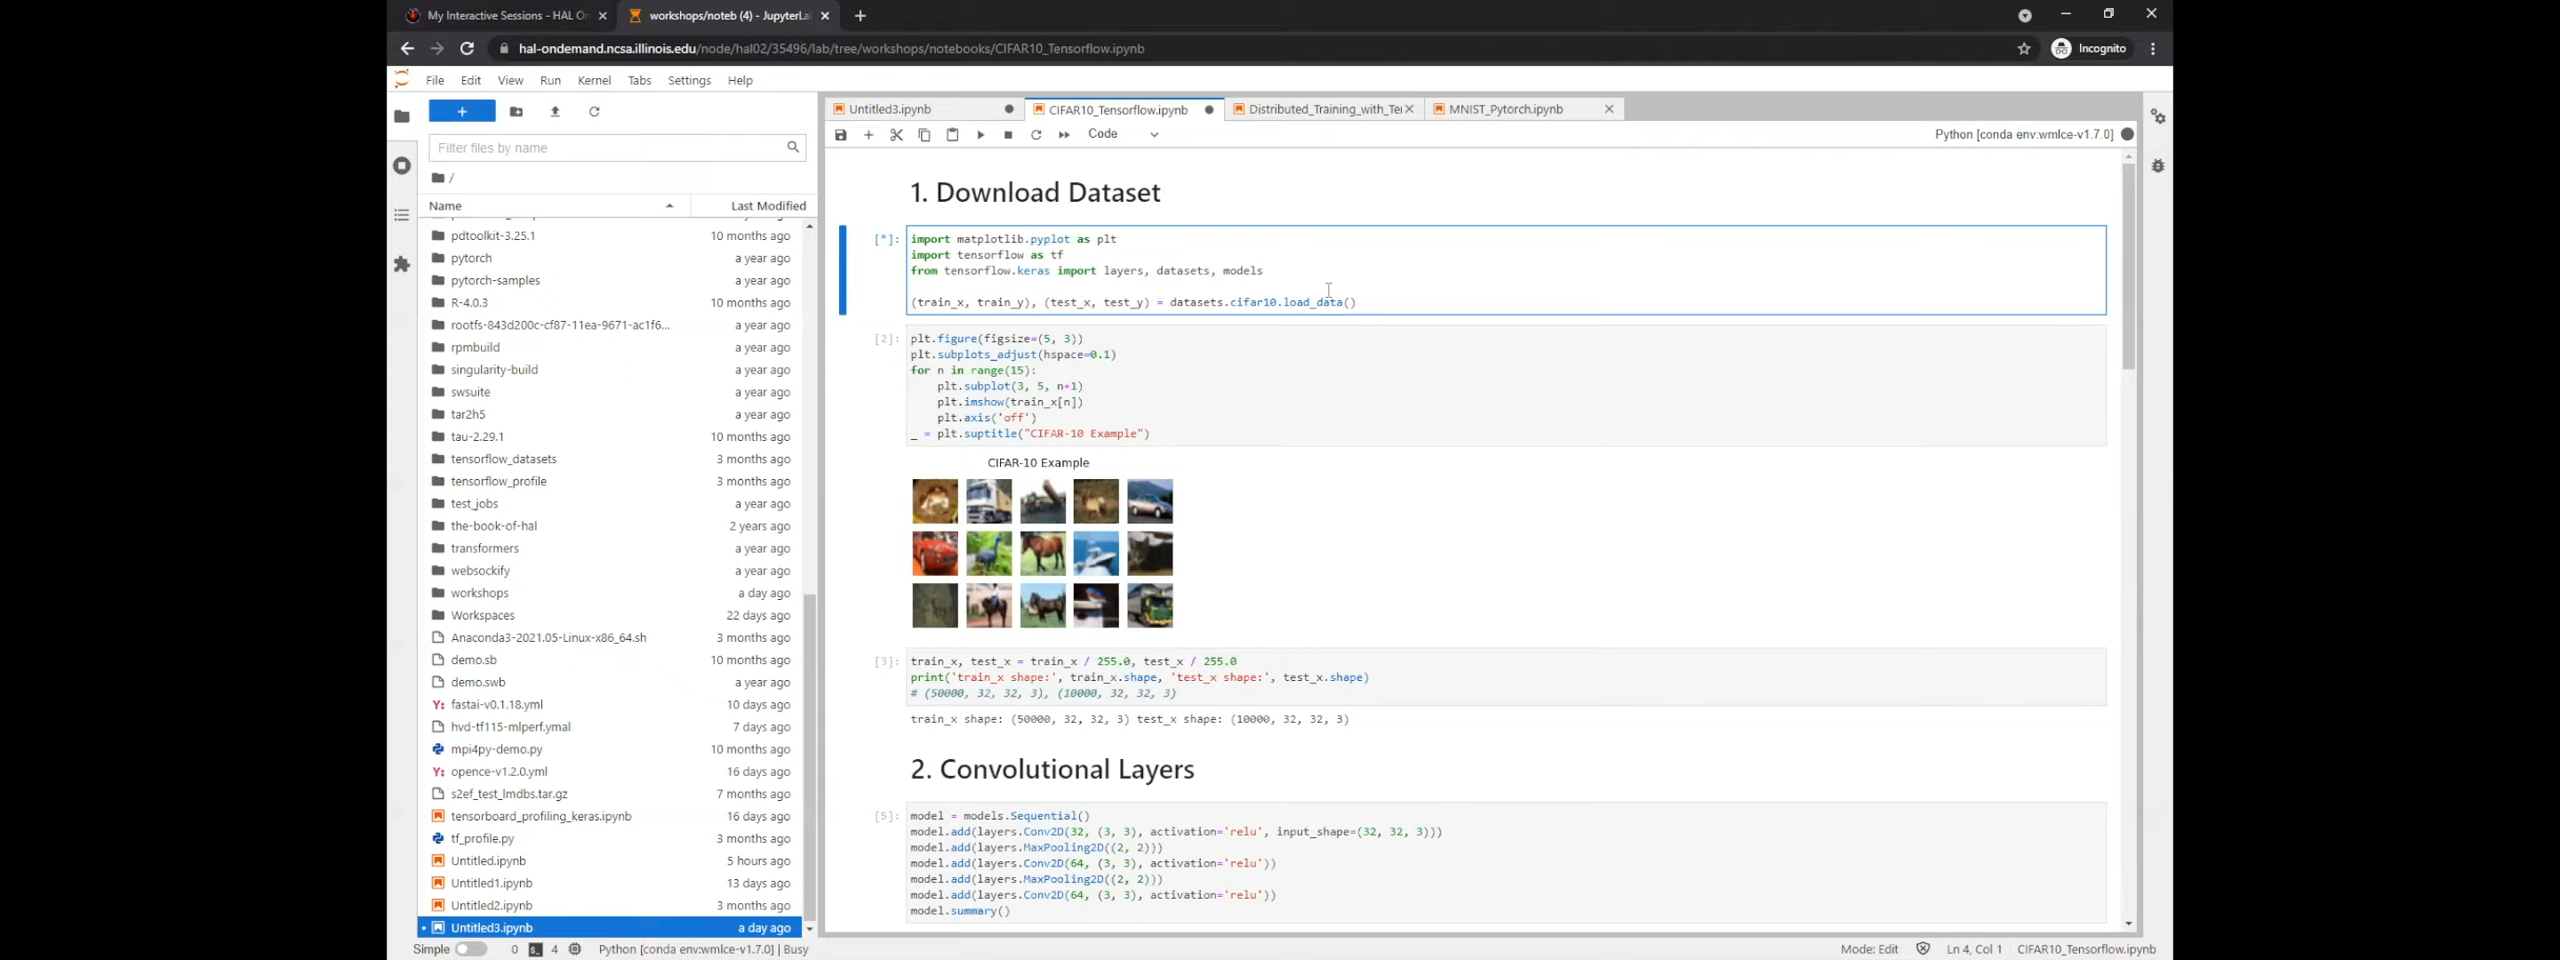 My Interactive Sessions - HAL O
workshops/noteb (4) - JupyterLa
hal-ondemand.ncsa.illinois.edu/node/hal02/35496/lab/tree/workshops/notebooks/CIFAR10_Tensorflow.ipynb
Incognito
File Edit View Run Kernel Tabs Settings Help
Untitled3.ipynb
CIFAR10_Tensorflow.ipynb
Distributed_Training_with_Te
MNIST_Pytorch.ipynb
Code
Python [conda env:wmlce-v1.7.0]
Filter files by name
/
Name Last Modified
pdtoolkit-3.25.1 10 months ago
pytorch a year ago
pytorch-samples a year ago
R-4.0.3 10 months ago
rootfs-843d200c-cf87-11ea-9671-ac1f6... a year ago
rpmbuild a year ago
singularity-build a year ago
swsuite a year ago
tar2h5 a year ago
tau-2.29.1 10 months ago
tensorflow_datasets 3 months ago
tensorflow_profile 3 months ago
test_jobs a year ago
the-book-of-hal 2 years ago
transformers a year ago
websockify a year ago
workshops a day ago
Workspaces 22 days ago
Anaconda3-2021.05-Linux-x86_64.sh 3 months ago
demo.sb 10 months ago
demo.swb a year ago
fastai-v0.1.18.yml 10 days ago
hvd-tf115-mlperf.ymal 7 days ago
mpi4py-demo.py 10 months ago
opence-v1.2.0.yml 16 days ago
s2ef_test_lmdbs.tar.gz 7 months ago
tensorboard_profiling_keras.ipynb 16 days ago
tf_profile.py 3 months ago
Untitled.ipynb 5 hours ago
Untitled1.ipynb 13 days ago
Untitled2.ipynb 3 months ago
Untitled3.ipynb a day ago
1. Download Dataset
[*]:
import matplotlib.pyplot as plt
import tensorflow as tf
from tensorflow.keras import layers, datasets, models
(train_x, train_y), (test_x, test_y) = datasets.cifar10.load_data()
[2]:
plt.figure(figsize=(5, 3))
plt.subplots_adjust(hspace=0.1)
for n in range(15):
    plt.subplot(3, 5, n+1)
    plt.imshow(train_x[n])
    plt.axis('off')
_ = plt.suptitle("CIFAR-10 Example")
CIFAR-10 Example
[3]:
train_x, test_x = train_x / 255.0, test_x / 255.0
print('train_x shape:', train_x.shape, 'test_x shape:', test_x.shape)
# (50000, 32, 32, 3), (10000, 32, 32, 3)
train_x shape: (50000, 32, 32, 3) test_x shape: (10000, 32, 32, 3)
2. Convolutional Layers
[5]:
model = models.Sequential()
model.add(layers.Conv2D(32, (3, 3), activation='relu', input_shape=(32, 32, 3)))
model.add(layers.MaxPooling2D((2, 2)))
model.add(layers.Conv2D(64, (3, 3), activation='relu'))
model.add(layers.MaxPooling2D((2, 2)))
model.add(layers.Conv2D(64, (3, 3), activation='relu'))
model.summary()
Simple 0 4 Python [conda env:wmlce-v1.7.0] | Busy
Mode: Edit Ln 4, Col 1 CIFAR10_Tensorflow.ipynb